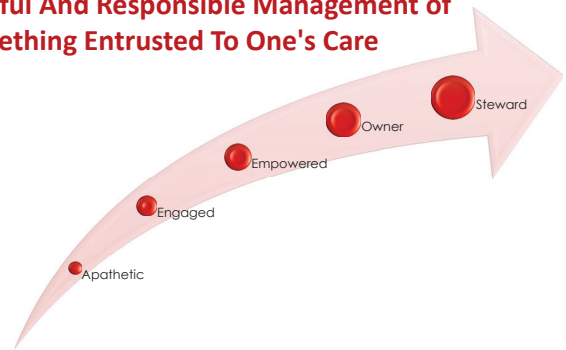 ful And Responsible Management of
ething Entrusted To One's Care
Steward
Owner
Empowered
Engaged
Apathetic